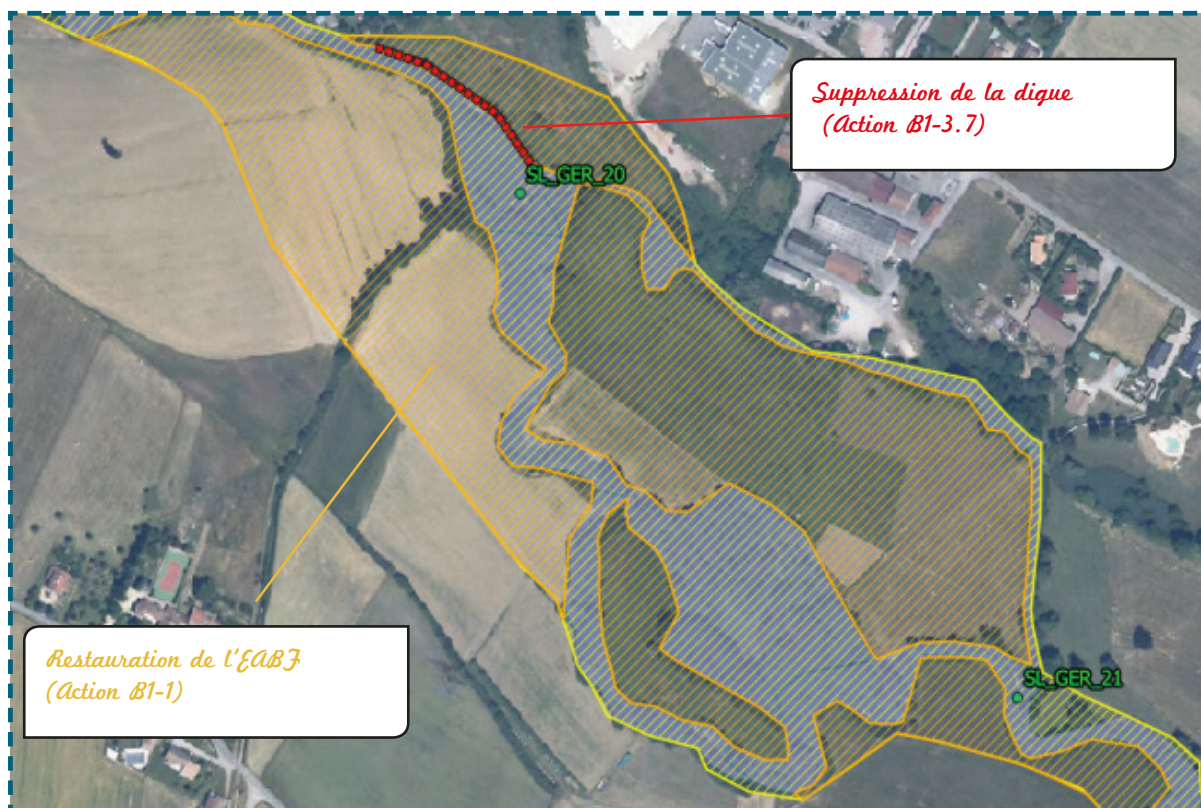 Suppression de la digue
(Action B1-3.7)
SL_GER_20
Restauration de l'EABF
(Action B1-1)
SL_GER_21